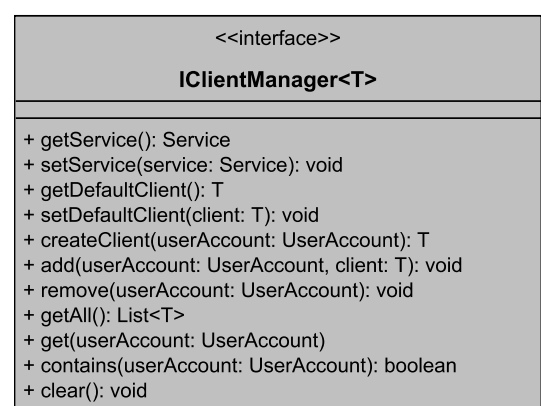 <<interface>>
IClientManager<T>
+ getService(): Service
+ setService(service: Service): void
+ getDefaultClient(): T
+ setDefaultClient(client: T): void
+ createClient(userAccount: UserAccount): T
+ add(userAccount: UserAccount, client: T): void
+ remove(userAccount: UserAccount): void
+ getAll(): List<T>
+ get(userAccount: UserAccount)
+ contains(userAccount: UserAccount): boolean
+ clear(): void